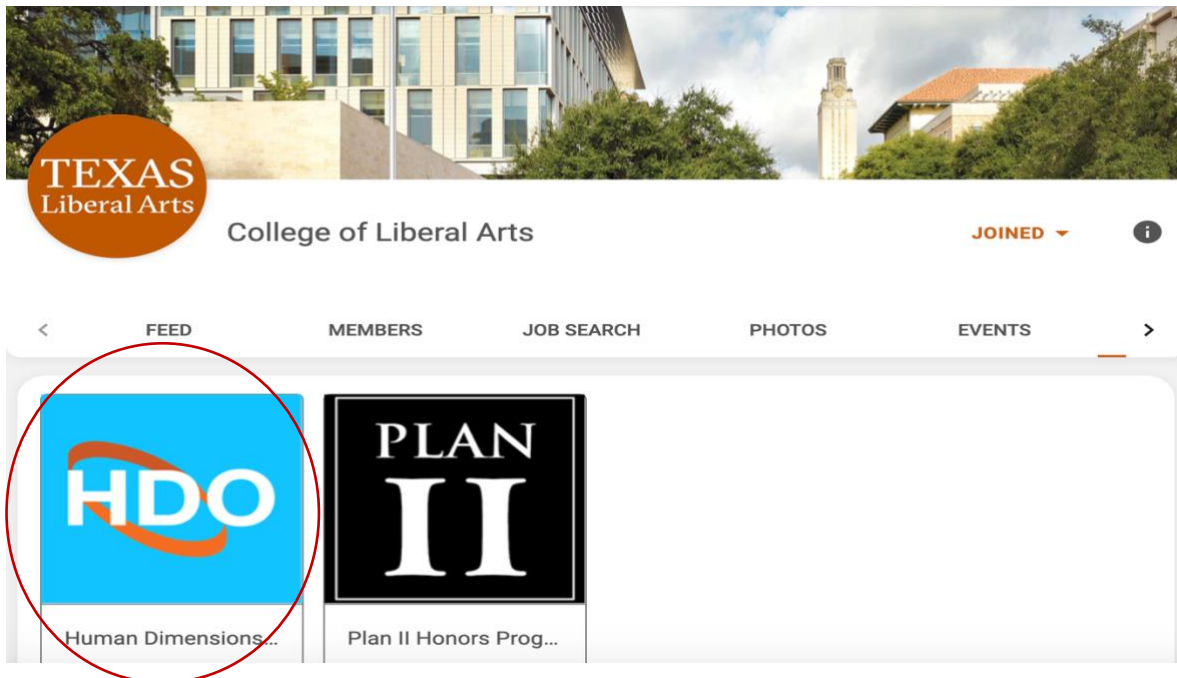 TEXAS
Liberal Arts
College of Liberal Arts
JOINED
i
FEED
MEMBERS
JOB SEARCH
PHOTOS
EVENTS
HDO
PLAN
II
Human Dimensions...
Plan II Honors Prog...